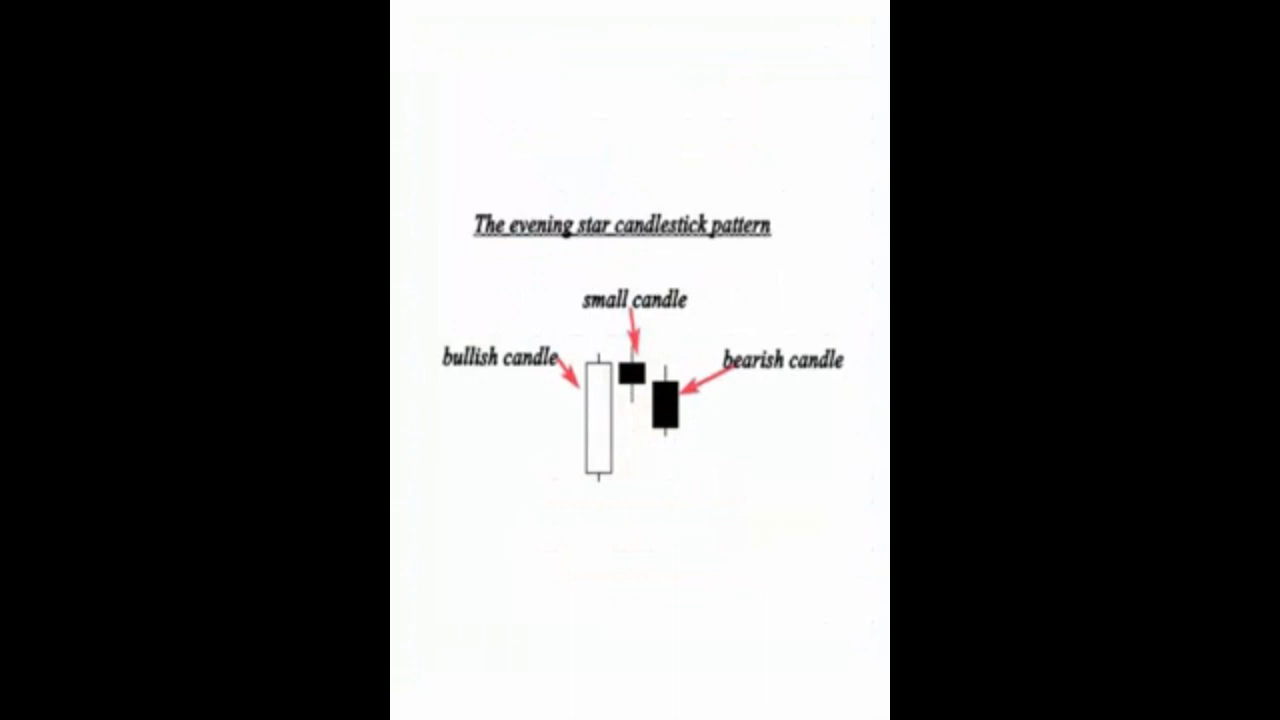 The evening star candlestick pattern
small candle
bullish candle
bearish candle